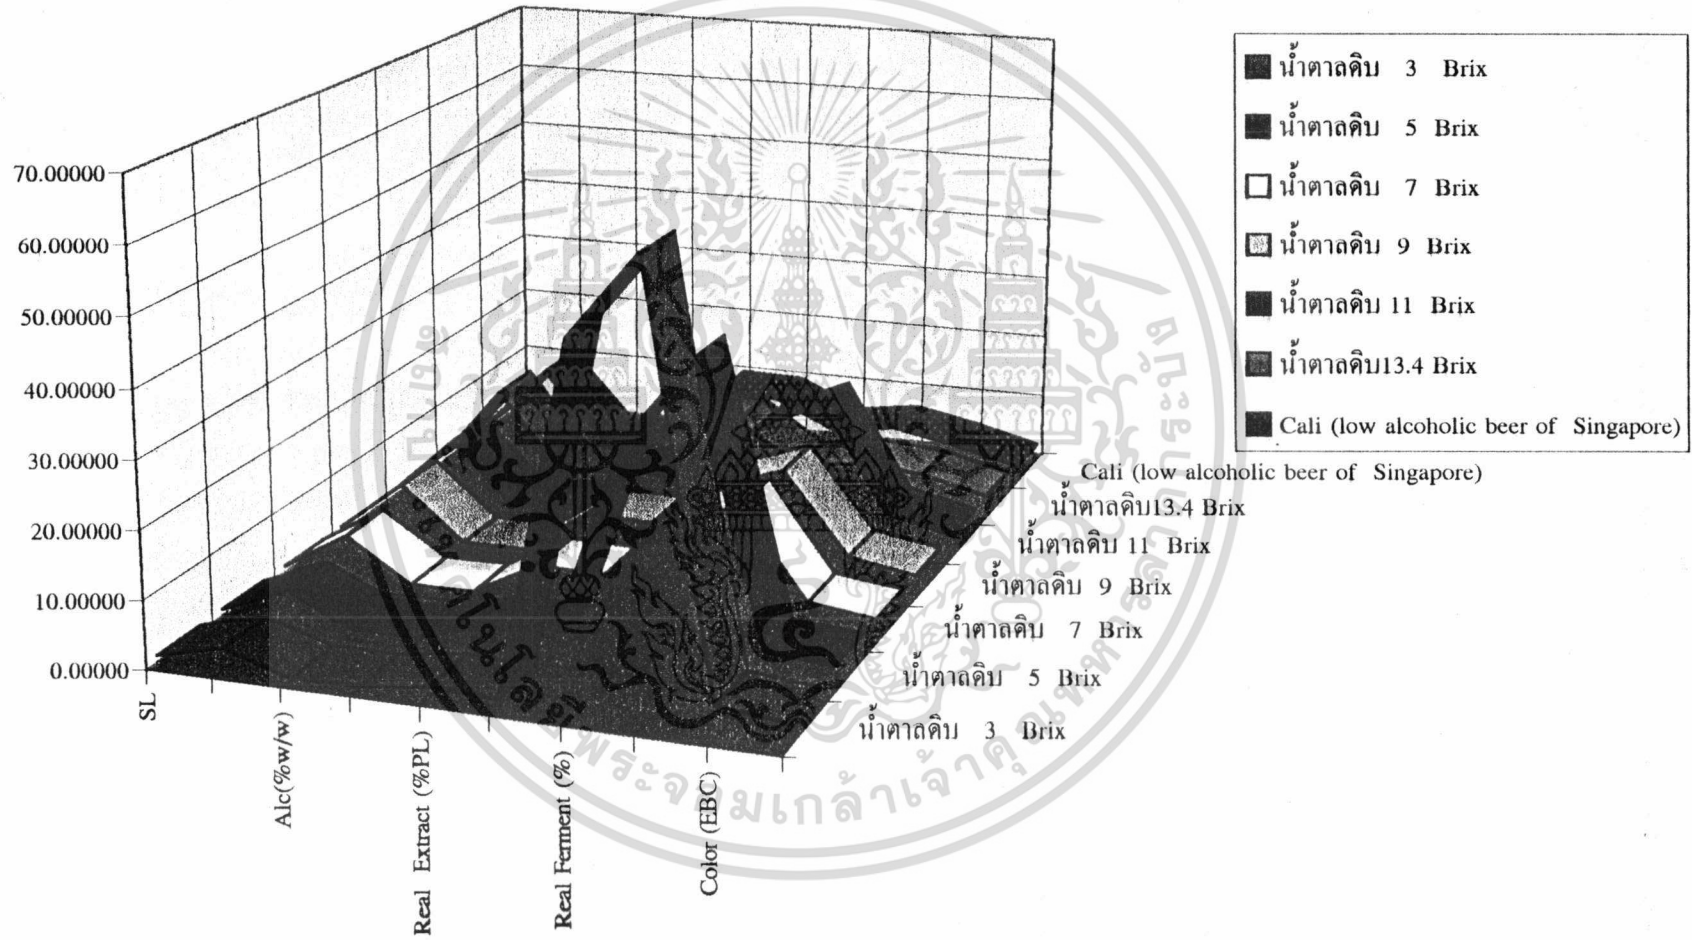 70.00000
60.00000
50.00000
40.00000
30.00000
20.00000
10.00000
0.00000
SL
Alc(%w/w)
Real Extract (%PL)
Real Ferment (%)
Color (EBC)
น้ำตาลดิบ 3 Brix
น้ำตาลดิบ 5 Brix
น้ำตาลดิบ 7 Brix
น้ำตาลดิบ 9 Brix
น้ำตาลดิบ 11 Brix
น้ำตาลดิบ13.4 Brix
Cali (low alcoholic beer of Singapore)
น้ำตาลดิบ 3 Brix
น้ำตาลดิบ 5 Brix
น้ำตาลดิบ 7 Brix
น้ำตาลดิบ 9 Brix
น้ำตาลดิบ 11 Brix
น้ำตาลดิบ13.4 Brix
Cali (low alcoholic beer of Singapore)